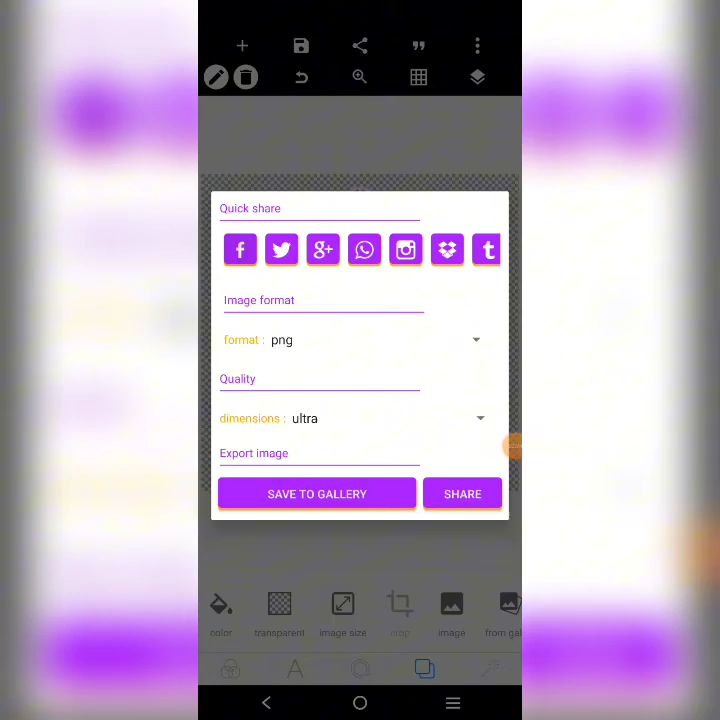 Quick share
Image format
format : png
Quality
dimensions : ultra
Export image
SAVE TO GALLERY SHARE
color transparent image size crop image from gal